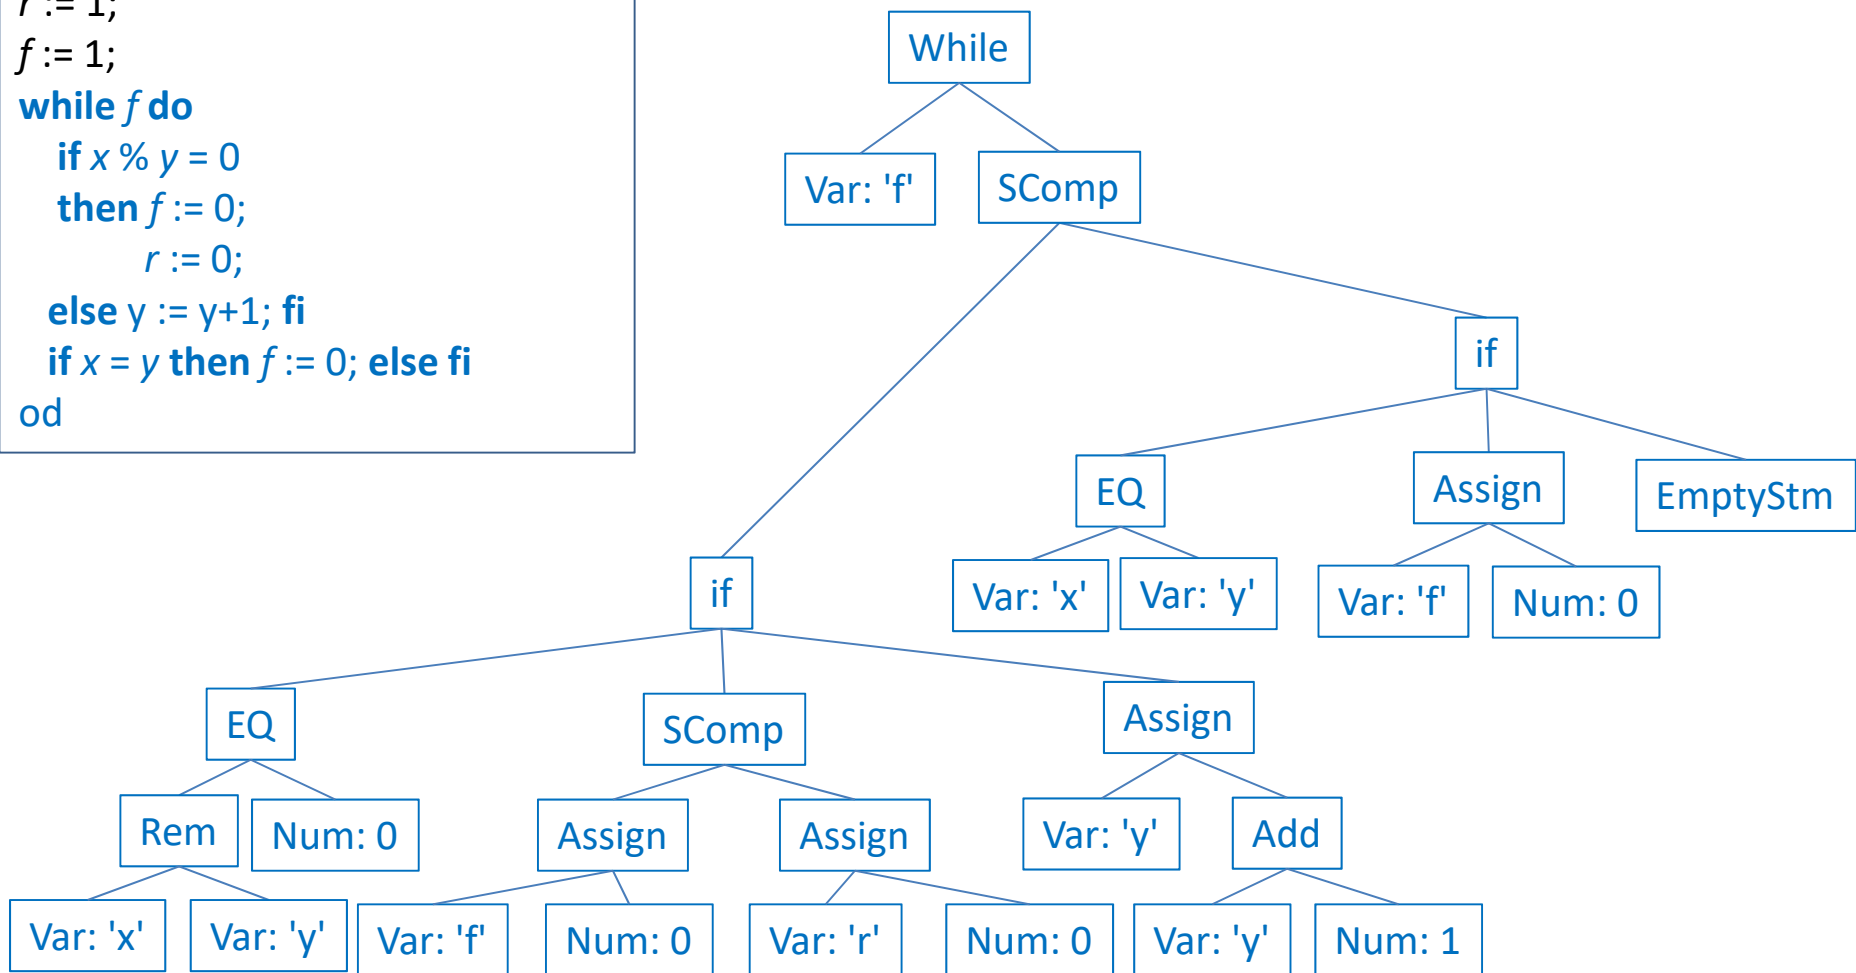 r := 1;
f := 1;
while f do
if x % y = 0
then f := 0;
r := 0;
else y := y+1; fi
if x = y then f := 0; else fi
od
While
Var: 'f'
SComp
if
EQ
Assign
EmptyStm
Var: 'x'
Var: 'y'
Var: 'f'
Num: 0
if
EQ
SComp
Assign
Rem
Num: 0
Assign
Assign
Var: 'y'
Add
Var: 'x'
Var: 'y'
Var: 'f'
Num: 0
Var: 'r'
Num: 0
Var: 'y'
Num: 1